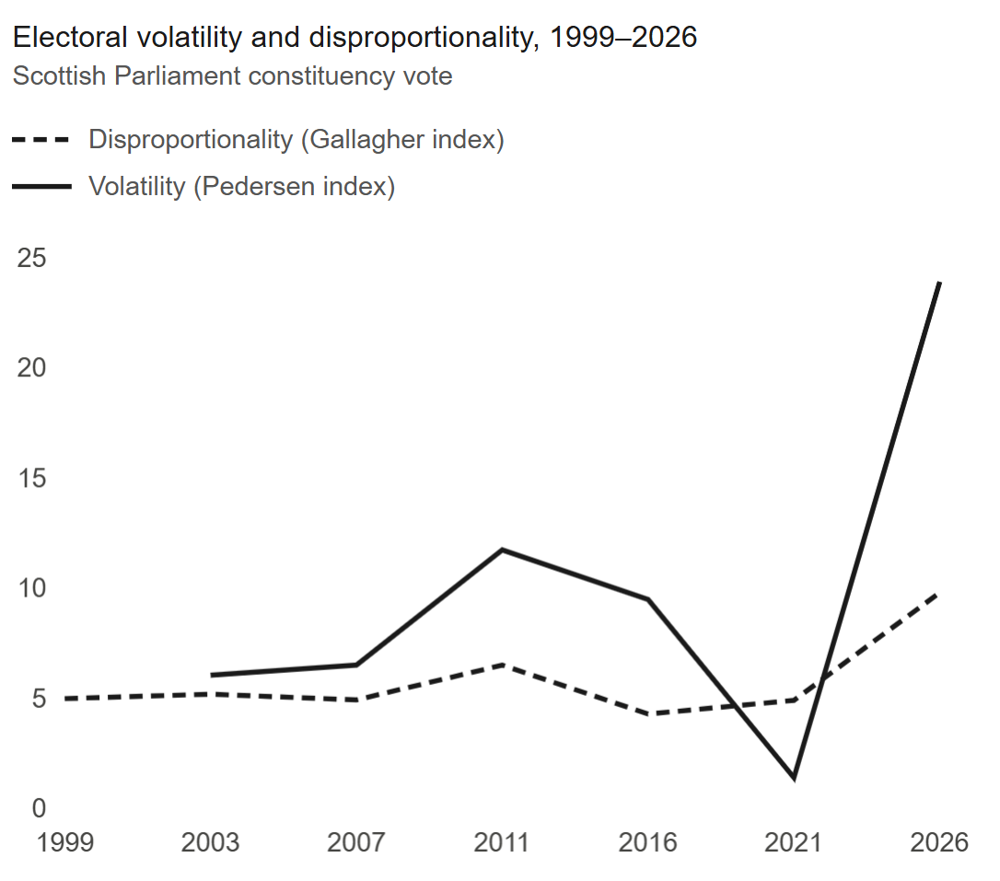 Electoral volatility and disproportionality, 1999–2026
Scottish Parliament constituency vote
Disproportionality (Gallagher index)
Volatility (Pedersen index)
25
20
15
10
5
0
1999 2003 2007 2011 2016 2021 2026